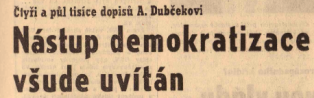 Čtyři a půl tisíce dopisů A. Dubčekovi
Nástup demokratizace
všude uvítán